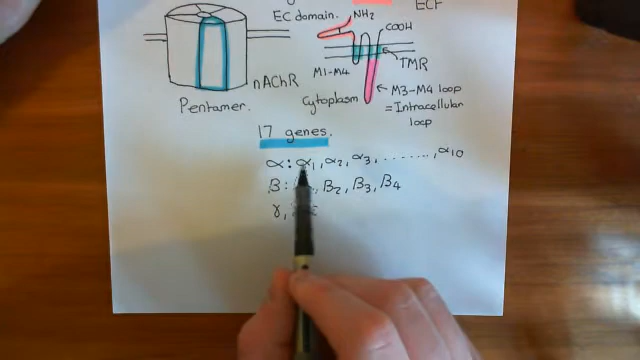 ECF
EC domain.
NH2
COOH
TMR
M1-M4
nAChR
Pentamer.
Cytoplasm
M3-M4 loop
= Intracellular
loop
17 genes.
α: α1, α2, α3, ........, α10
β: β2, β3, β4
γ,